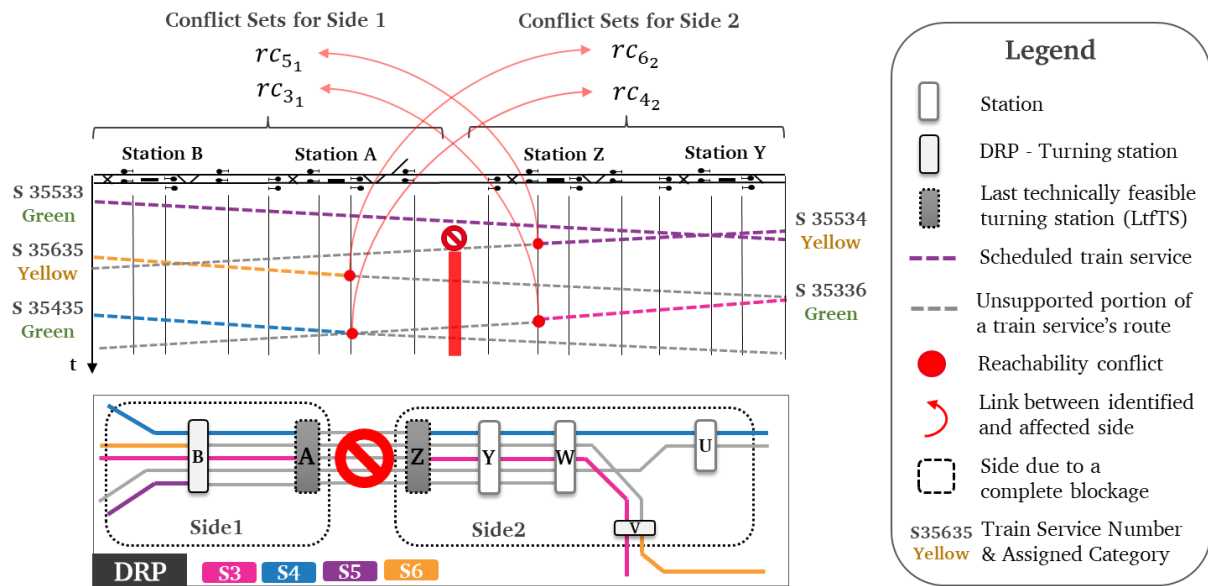 Conflict Sets for Side 1
Conflict Sets for Side 2
rc₅₁
rc₆₂
rc₃₁
rc₄₂
Station B
Station A
Station Z
Station Y
S 35533
Green
S 35635
Yellow
S 35435
Green
t
S 35534
Yellow
S 35336
Green
B
A
Z
Y
W
U
V
Side1
Side2
DRP
S3
S4
S5
S6
Legend
Station
DRP - Turning station
Last technically feasible
turning station (LtfTS)
Scheduled train service
Unsupported portion of
a train service's route
Reachability conflict
Link between identified
and affected side
Side due to a
complete blockage
S35635
Yellow
Train Service Number
& Assigned Category